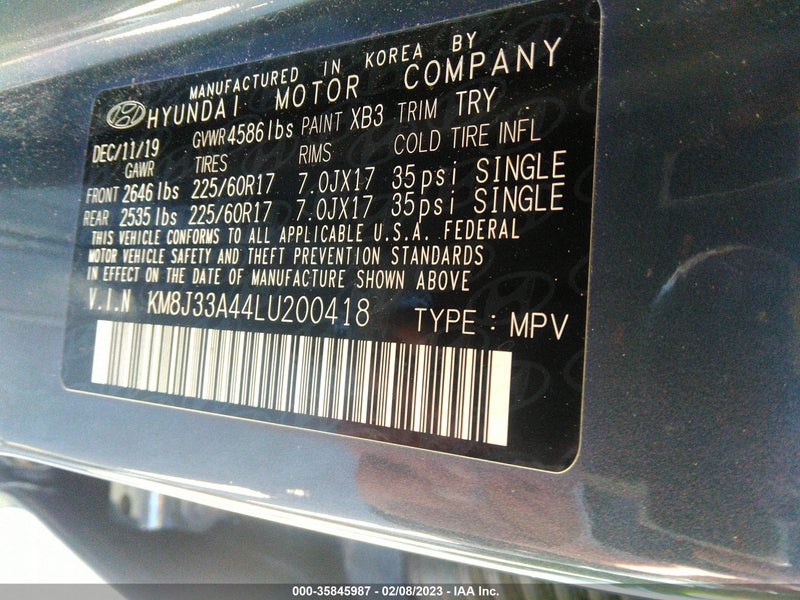 MANUFACTURED IN KOREA BY
HYUNDAI MOTOR COMPANY
DEC/11/19 GVWR 4586 lbs PAINT XB3 TRIM TRY
GAWR TIRES RIMS COLD TIRE INFL
FRONT 2646 lbs 225/60R17 7.0JX17 35psi SINGLE
REAR 2535 lbs 225/60R17 7.0JX17 35psi SINGLE
THIS VEHICLE CONFORMS TO ALL APPLICABLE U.S.A. FEDERAL
MOTOR VEHICLE SAFETY AND THEFT PREVENTION STANDARDS
IN EFFECT ON THE DATE OF MANUFACTURE SHOWN ABOVE
V.I.N KM8J33A44LU200418 TYPE : MPV
000-35845987 - 02/08/2023 - IAA Inc.